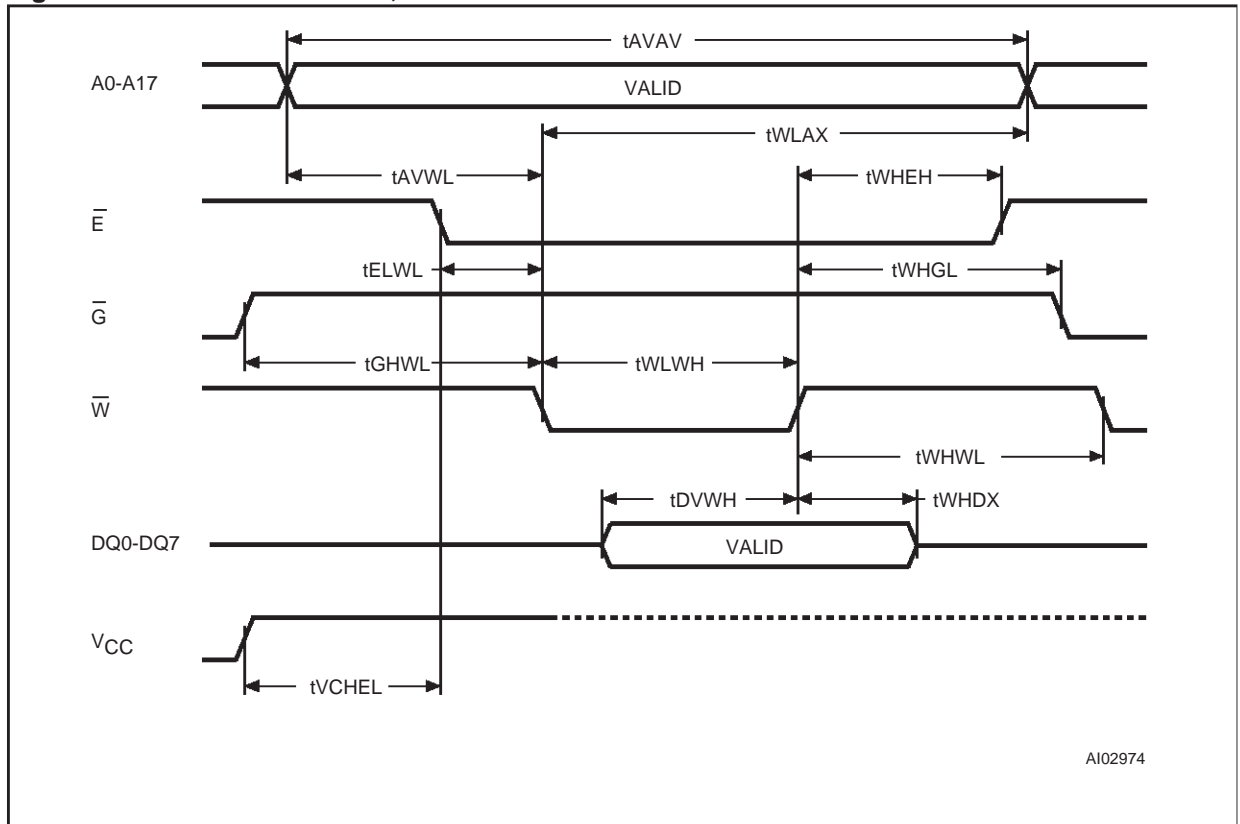 tAVAV
A0-A17
VALID
tWLAX
tAVWL
tWHEH
E
tELWL
tWHGL
G
tGHWL
tWLWH
W
tWHWL
tDVWH
tWHDX
DQ0-DQ7
VALID
VCC
tVCHEL
AI02974